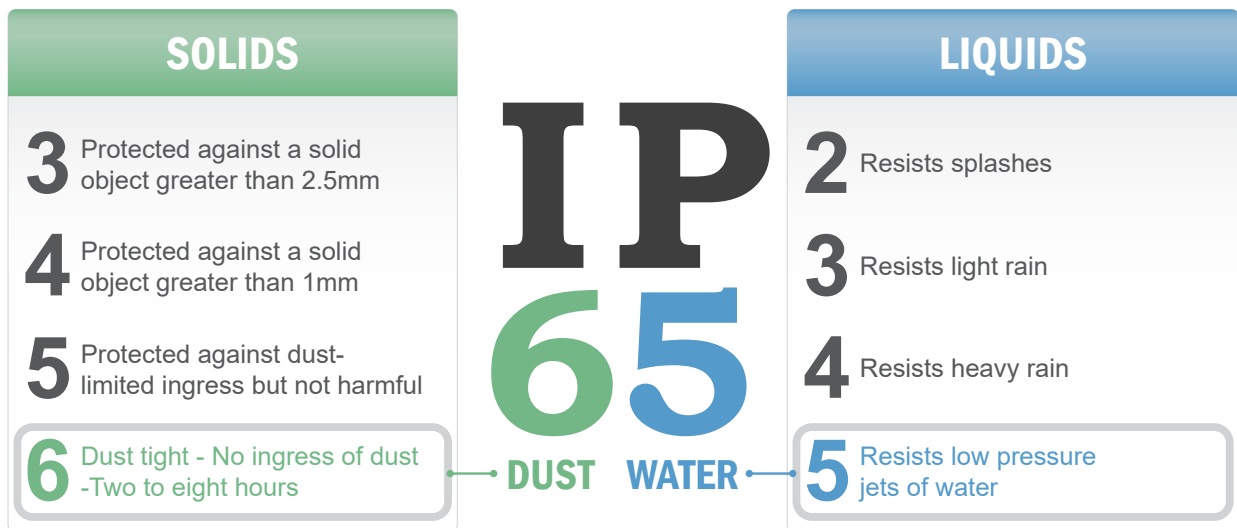 SOLIDS
3 Protected against a solid
object greater than 2.5mm
4 Protected against a solid
object greater than 1mm
5 Protected against dust-
limited ingress but not harmful
6 Dust tight - No ingress of dust
-Two to eight hours
IP
65
DUST WATER
LIQUIDS
2 Resists splashes
3 Resists light rain
4 Resists heavy rain
5 Resists low pressure
jets of water